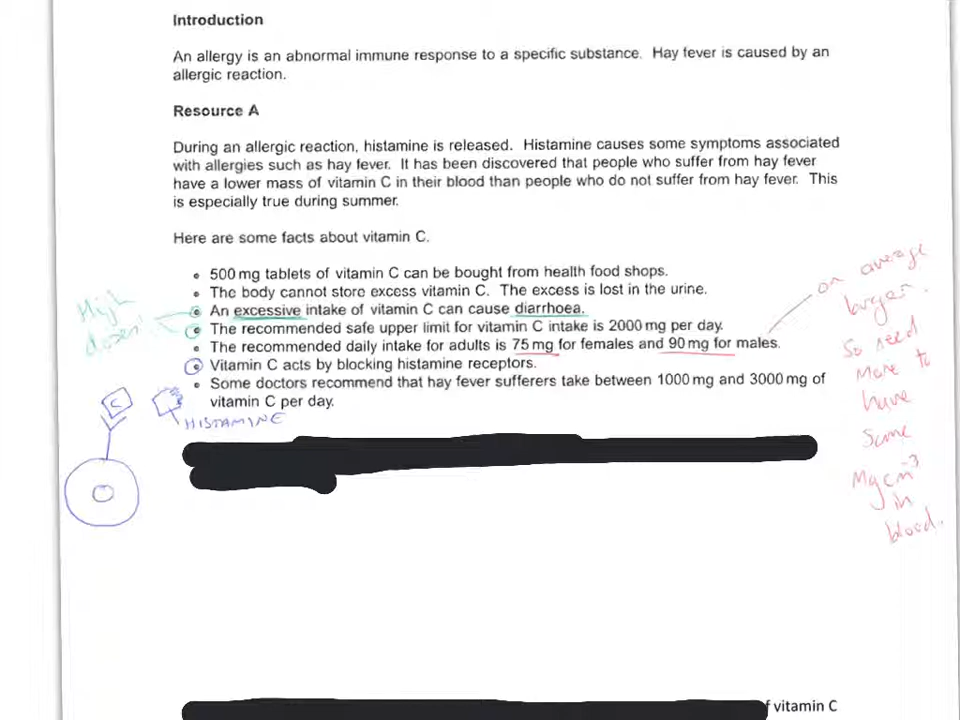 Introduction
An allergy is an abnormal immune response to a specific substance. Hay fever is caused by an
allergic reaction.
Resource A
During an allergic reaction, histamine is released. Histamine causes some symptoms associated
with allergies such as hay fever. It has been discovered that people who suffer from hay fever
have a lower mass of vitamin C in their blood than people who do not suffer from hay fever. This
is especially true during summer.
Here are some facts about vitamin C.
• 500 mg tablets of vitamin C can be bought from health food shops.
• The body cannot store excess vitamin C. The excess is lost in the urine.
• An excessive intake of vitamin C can cause diarrhoea.
• The recommended safe upper limit for vitamin C intake is 2000 mg per day.
• The recommended daily intake for adults is 75 mg for females and 90 mg for males.
• Vitamin C acts by blocking histamine receptors.
• Some doctors recommend that hay fever sufferers take between 1000 mg and 3000 mg of
vitamin C per day.
High
C
HISTAMINE
on average
larger.
So need
More to
have
Same
Mg cm⁻³
in
blood.
f vitamin C